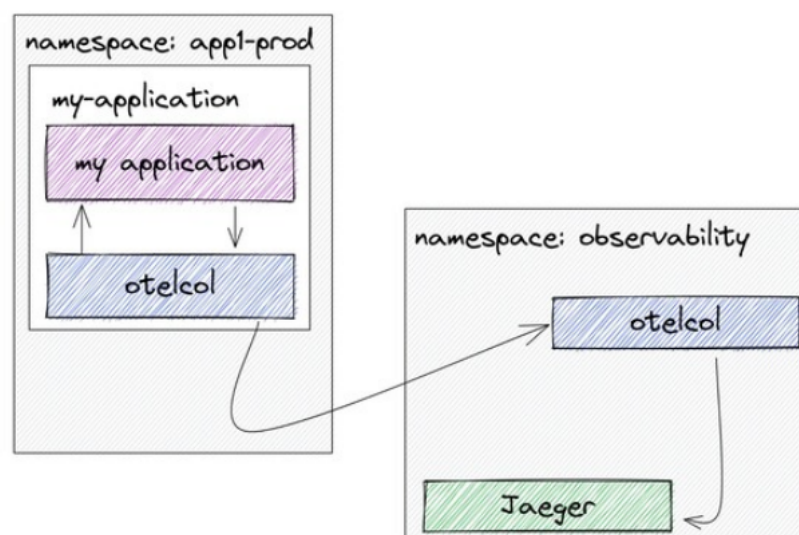 namespace: app1-prod
my-application
my application
otelcol
namespace: observability
otelcol
Jaeger